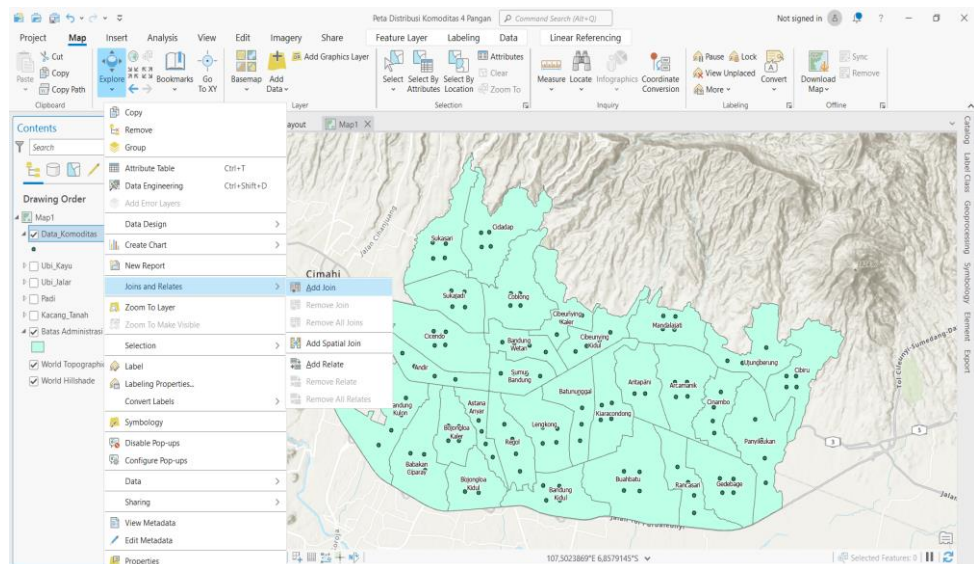 Peta Distribusi Komoditas 4 Pangan
Command Search (Alt+Q)
Not signed in
Project Map Insert Analysis View Edit Imagery Share Feature Layer Labeling Data Linear Referencing
Paste
Cut
Copy
Copy Path
Clipboard
Explore
Bookmarks
Go To XY
Basemap
Add Data
Add Graphics Layer
Layer
Select
Select By Attributes
Select By Location
Attributes
Clear
Zoom To
Selection
Measure
Locate
Infographics
Coordinate Conversion
Inquiry
Pause
Lock
View Unplaced
More
Convert
Labeling
Download Map
Sync
Remove
Offline
Contents
Search
Drawing Order
Map1
Data_Komoditas
Ubi_Kayu
Ubi_Jalar
Padi
Kacang_Tanah
Batas Administrasi
World Topographi
World Hillshade
Copy
Remove
Group
Attribute Table Ctrl+T
Data Engineering Ctrl+Shift+D
Add Error Layers
Data Design
Create Chart
New Report
Joins and Relates
Zoom To Layer
Zoom To Make Visible
Selection
Label
Labeling Properties...
Convert Labels
Symbology
Disable Pop-ups
Configure Pop-ups
Data
Sharing
View Metadata
Edit Metadata
Properties
Add Join
Remove Join
Remove All Joins
Add Spatial Join
Add Relate
Remove Relate
Remove All Relates
ayout
Map1
Jalan Cihanjuang
Cimahi
Sukasari
Cidadap
Sukajadi
Coblong
Cibeunying
Kaler
Mandalajati
Cicendo
Bandung
Wetan
Cibeunying
Kidul
Andir
Sumur
Bandung
Ujungberung
Cibiru
Batununggal
Antapani
Arcamanik
Cinambo
andung
Kulon
Astana
Anyar
Lengkong
Kiaracondong
Bojongloa
Kaler
Regol
Panyileukan
Babakan
Ciparay
Bojongloa
Kidul
Bandung
Kidul
Buahbatu
Rancasari
Gedebage
3
5
107,5023869°E 6,8579145°S
Selected Features: 0
Catalog
Label Class
Geoprocessing
Symbology
Element
Export